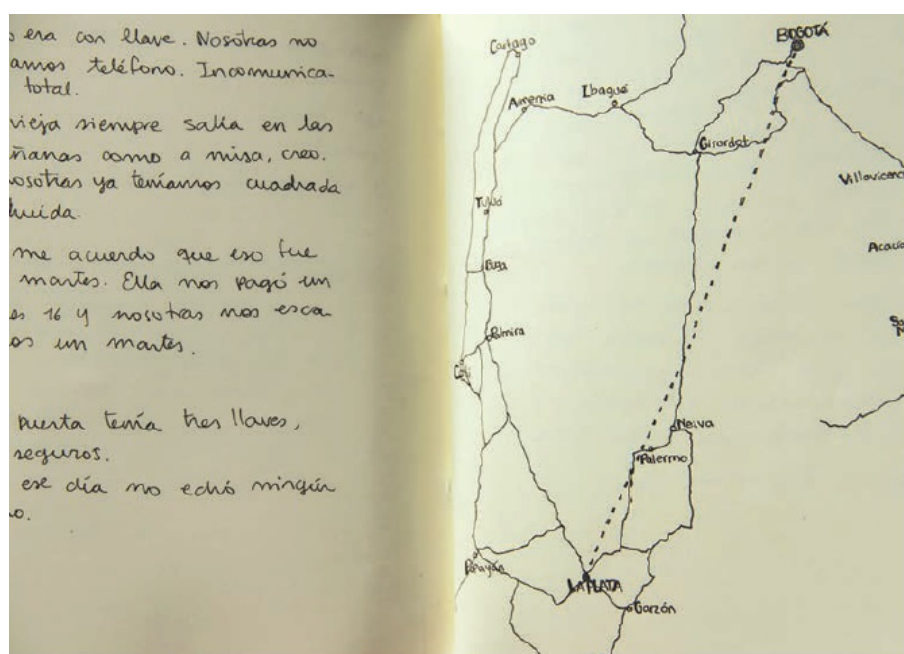 o era con llave. Nosotras no
amos teléfono. Incomunica-
total.
vieja siempre salía en las
ñanas como a misa, creo.
osotras ya teníamos cuadrada
huida.
me acuerdo que eso fue
martes. Ella nos pagó un
es 16 y nosotras nos esca-
os un martes.
puerta tenía tres llaves,
seguros.
ese día no echó ningún
o.
BOGOTÁ
Cartago
Armenia
Ibagué
Girardot
Villavicenc
Tuluá
Acacía
Buga
Palmira
Cali
Neiva
Palermo
Popayán
LA PLATA
Garzón